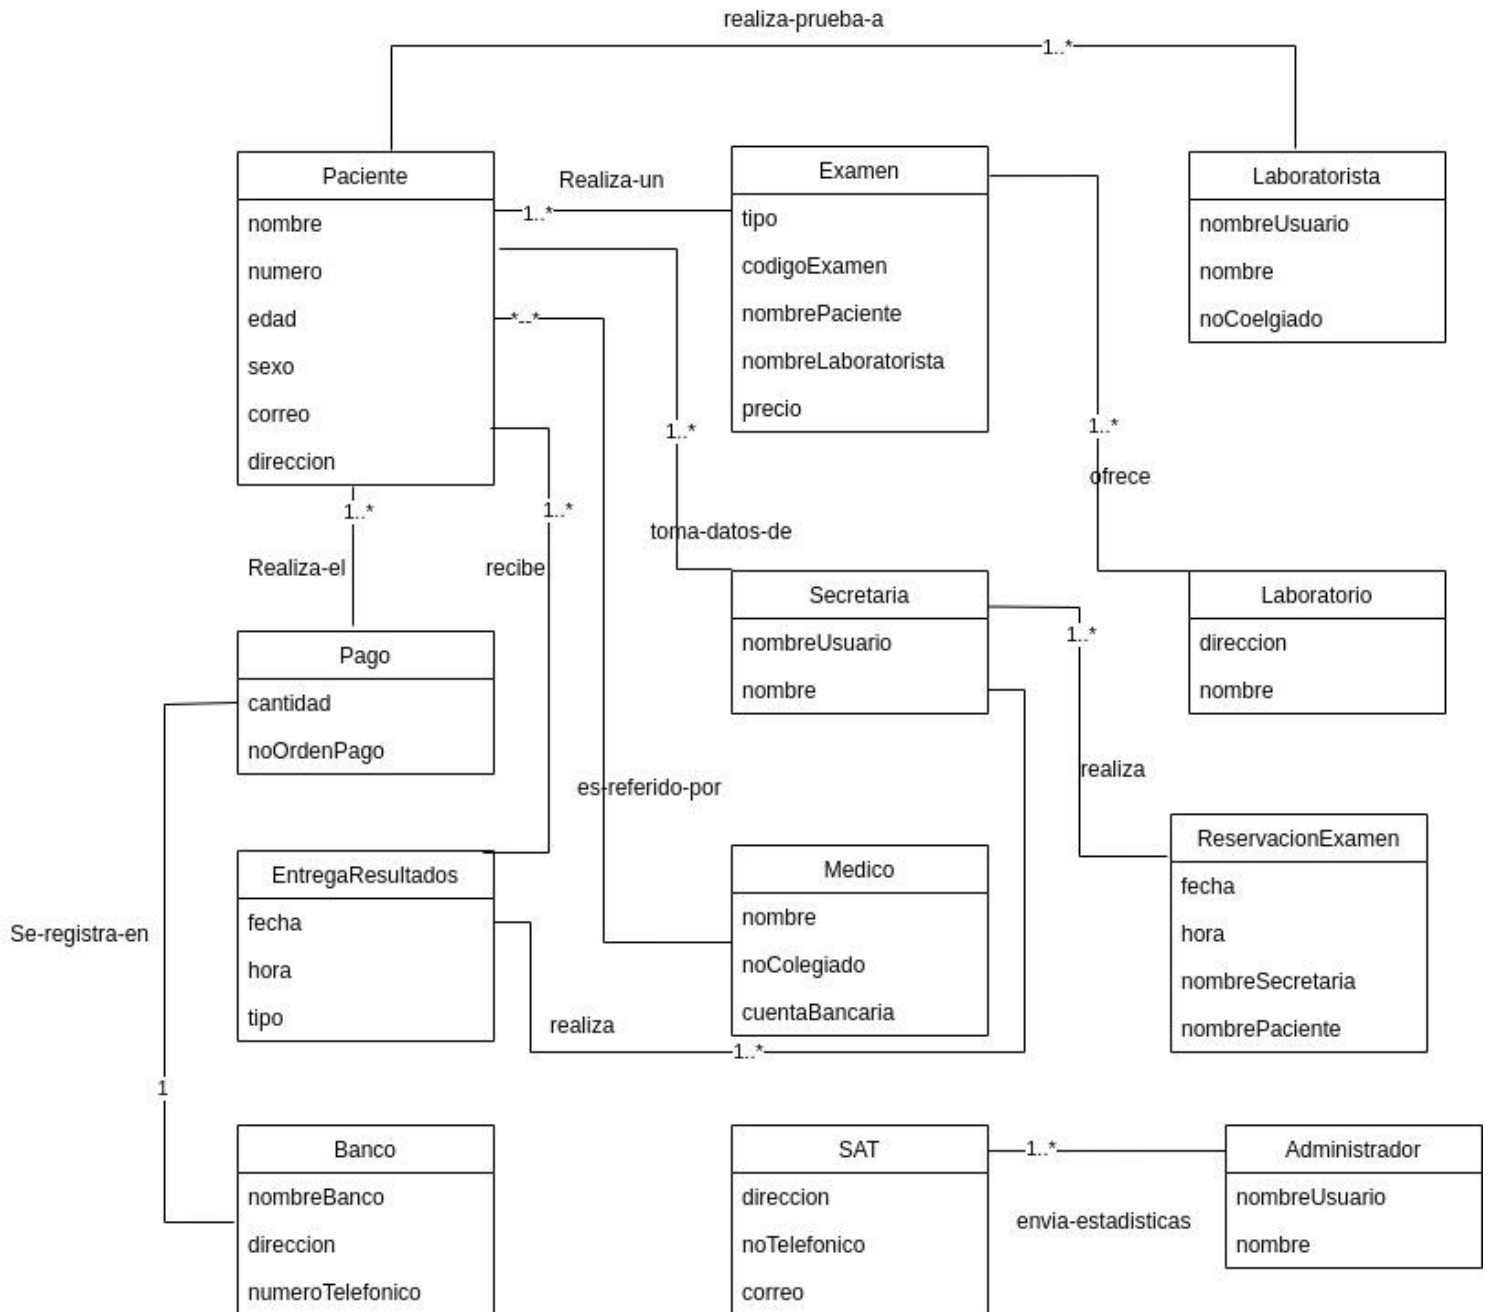 realiza-prueba-a
1..*
Paciente
nombre
numero
edad
sexo
correo
direccion
Realiza-un
1..*
Examen
tipo
codigoExamen
nombrePaciente
nombreLaboratorista
precio
Laboratorista
nombreUsuario
nombre
noCoelgiado
*..*
1..*
1..*
ofrece
1..*
1..*
toma-datos-de
Realiza-el
recibe
Secretaria
nombreUsuario
nombre
Laboratorio
direccion
nombre
1..*
realiza
Pago
cantidad
noOrdenPago
es-referido-por
ReservacionExamen
fecha
hora
nombreSecretaria
nombrePaciente
EntregaResultados
fecha
hora
tipo
Medico
nombre
noColegiado
cuentaBancaria
Se-registra-en
realiza
1..*
1
Banco
nombreBanco
direccion
numeroTelefonico
SAT
direccion
noTelefonico
correo
1..*
envia-estadisticas
Administrador
nombreUsuario
nombre